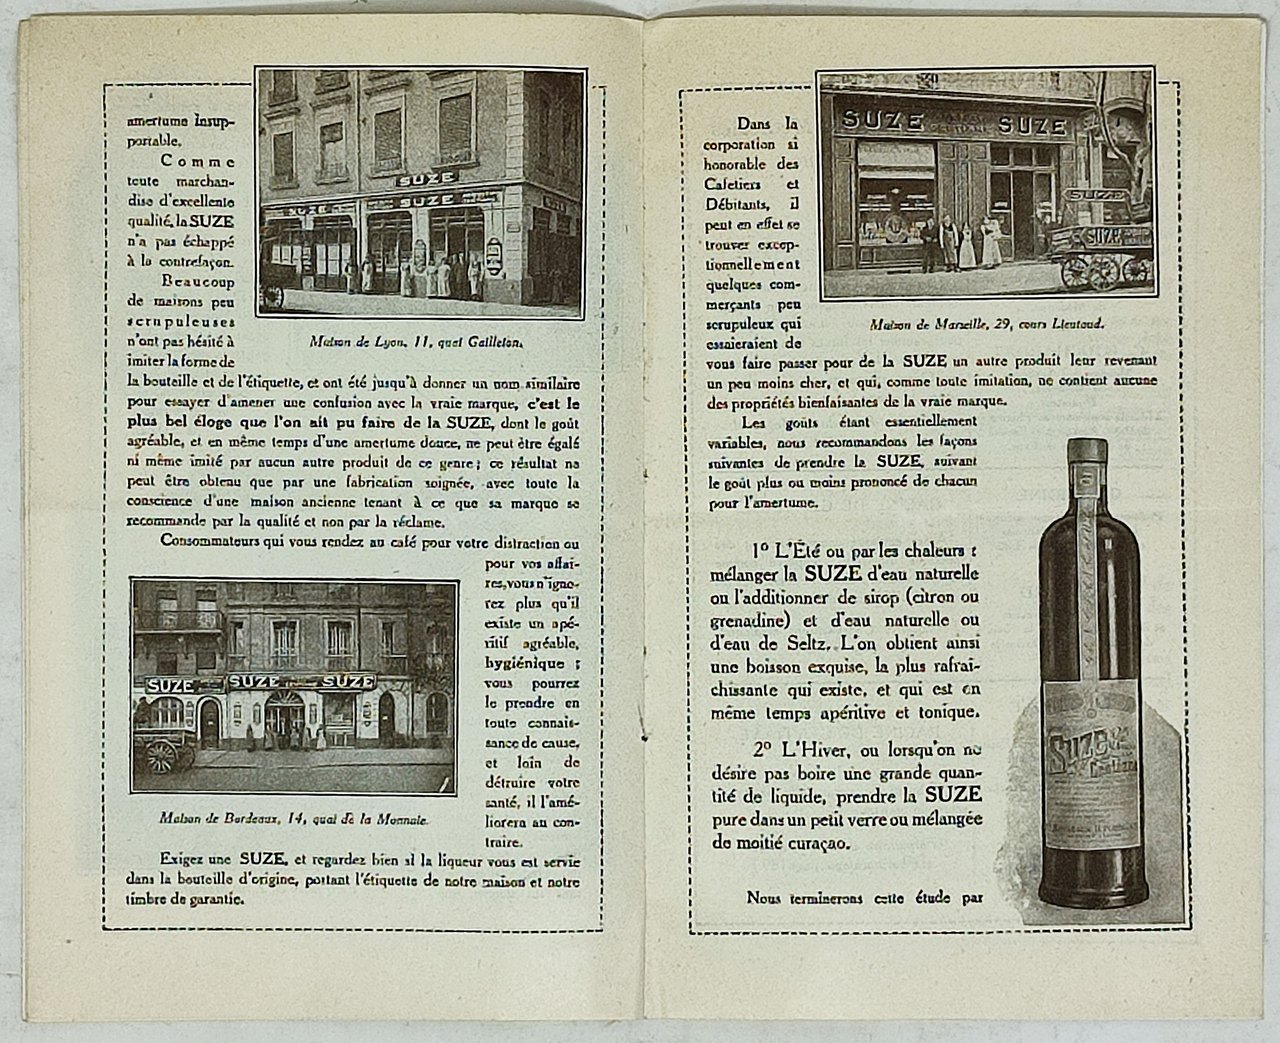 amertume insup-
portable.
Comme
toute marchan-
dise d'excellente
qualité, la SUZE
n'a pas échappé
à la contrefaçon.
Beaucoup
de maisons peu
scrupuleuses
n'ont pas hésité à
imiter la forme de
la bouteille et de l'étiquette, et ont été jusqu'à donner un nom similaire
pour essayer d'amener une confusion avec la vraie marque, c'est le
plus bel éloge que l'on ait pu faire de la SUZE, dont le goût
agréable, et en même temps d'une amertume douce, ne peut être égalé
ni même imité par aucun autre produit de ce genre ; ce résultat ne
peut être obtenu que par une fabrication soignée, avec toute la
conscience d'une maison ancienne tenant à ce que sa marque se
recommande par la qualité et non par la réclame.
Consommateurs qui vous rendez au café pour votre distraction ou
pour vos affai-
res, vous n'igno-
rez plus qu'il
existe un apé-
ritif agréable,
hygiénique ;
vous pourrez
le prendre en
toute connais-
sance de cause,
et loin de
détruire votre
santé, il l'amé-
liorera au con-
traire.
Exigez une SUZE, et regardez bien si la liqueur vous est servie
dans la bouteille d'origine, portant l'étiquette de notre maison et notre
timbre de garantie.
SUZE
SUZE
SUZE
Maison de Lyon, 11, quai Gailleton.
SUZE
SUZE
SUZE
Maison de Bordeaux, 14, quai de la Monnaie.
SUZE
SUZE
SUZE
SUZE
Maison de Marseille, 29, cours Lieutaud.
Dans la
corporation si
honorable des
Cafetiers et
Débitants, il
peut en effet se
trouver excep-
tionnellement
quelques com-
merçants peu
scrupuleux qui
essaieraient de
vous faire passer pour de la SUZE un autre produit leur revenant
un peu moins cher, et qui, comme toute imitation, ne contient aucune
des propriétés bienfaisantes de la vraie marque.
Les goûts étant essentiellement
variables, nous recommandons les façons
suivantes de prendre la SUZE, suivant
le goût plus ou moins prononcé de chacun
pour l'amertume.
1° L'Été ou par les chaleurs :
mélanger la SUZE d'eau naturelle
ou l'additionner de sirop (citron ou
grenadine) et d'eau naturelle ou
d'eau de Seltz. L'on obtient ainsi
une boisson exquise, la plus rafraî-
chissante qui existe, et qui est en
même temps apéritive et tonique.
2° L'Hiver, ou lorsqu'on ne
désire pas boire une grande quan-
tité de liquide, prendre la SUZE
pure dans un petit verre ou mélangée
de moitié curaçao.
Nous terminerons cette étude par
SUZE
Gentiane